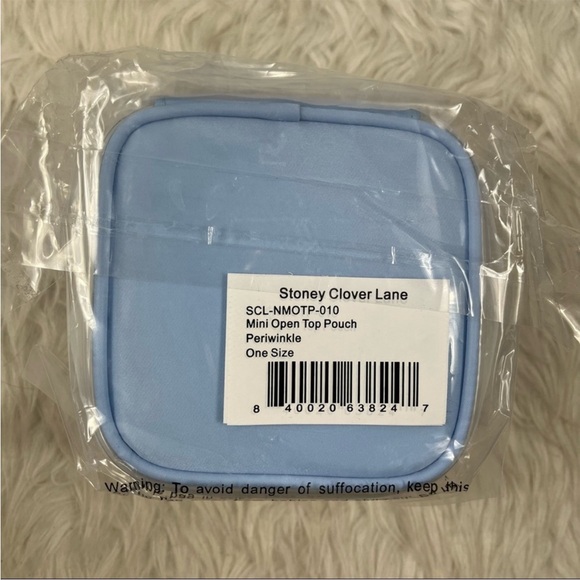 Stoney Clover Lane
SCL-NMOTP-010
Mini Open Top Pouch
Periwinkle
One Size
8 40020 63824 7
Warning: To avoid danger of suffocation, keep this